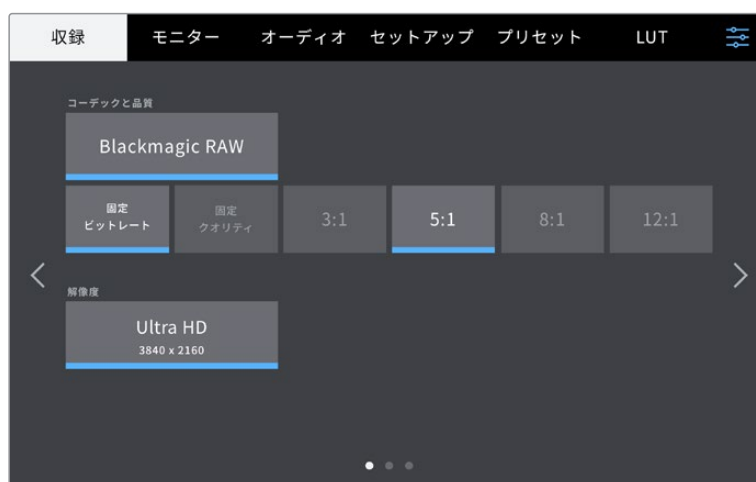 収録 モニター オーディオ セットアップ プリセット LUT
コーデックと品質
Blackmagic RAW
固定
ビットレート
固定
クオリティ
3:1 5:1 8:1 12:1
解像度
Ultra HD
3840 x 2160